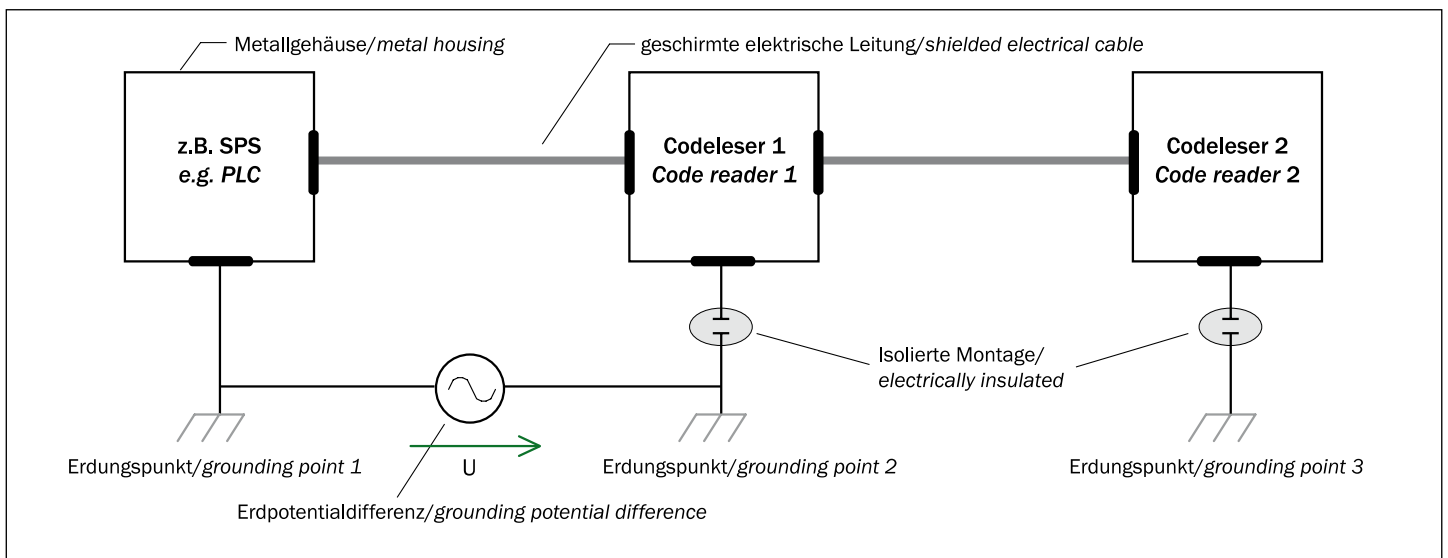 Metallgehäuse/metal housing
geschirmte elektrische Leitung/shielded electrical cable
z.B. SPS
e.g. PLC
Codeleser 1
Code reader 1
Codeleser 2
Code reader 2
Isolierte Montage/
electrically insulated
Erdungspunkt/grounding point 1
U
Erdungspunkt/grounding point 2
Erdungspunkt/grounding point 3
Erdpotentialdifferenz/grounding potential difference